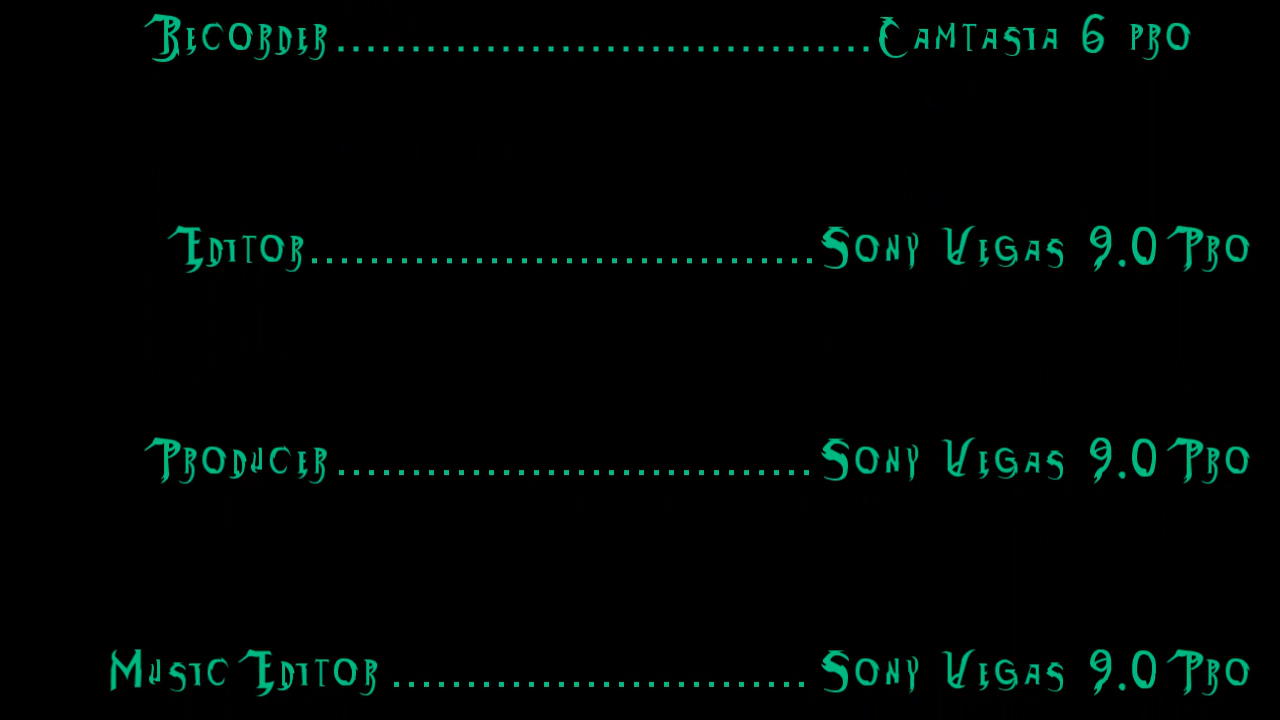 Recorder....................................Camtasia 6 pro
Editor..................................Sony Vegas 9.0 Pro
Producer................................Sony Vegas 9.0 Pro
Music Editor ............................Sony Vegas 9.0 Pro